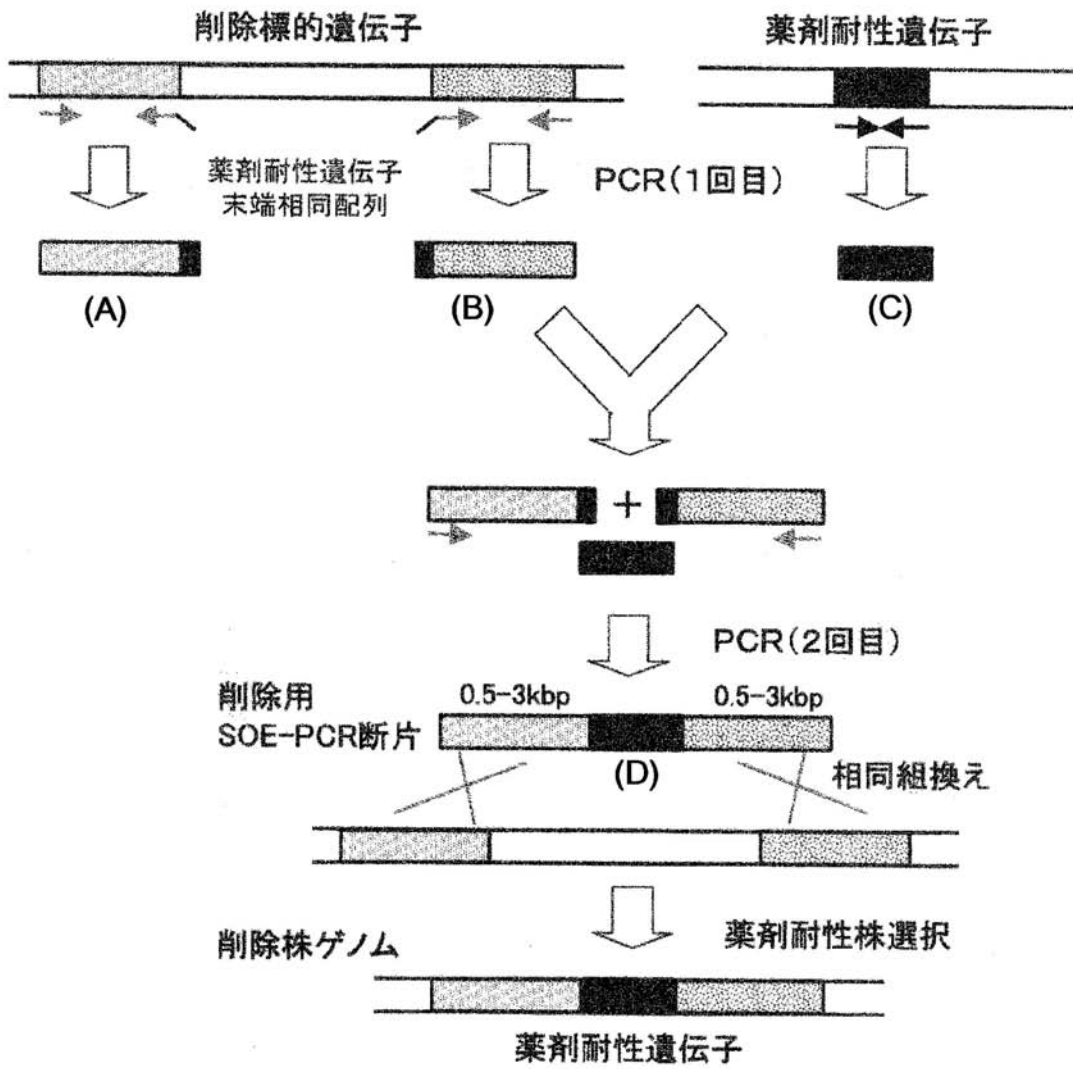 削除標的遺伝子
薬剤耐性遺伝子
薬剤耐性遺伝子
末端相同配列
PCR(1回目)
(A)
(B)
(C)
+
PCR(2回目)
削除用
SOE-PCR断片
0.5-3kbp
0.5-3kbp
(D)
相同組換え
削除株ゲノム
薬剤耐性株選択
薬剤耐性遺伝子